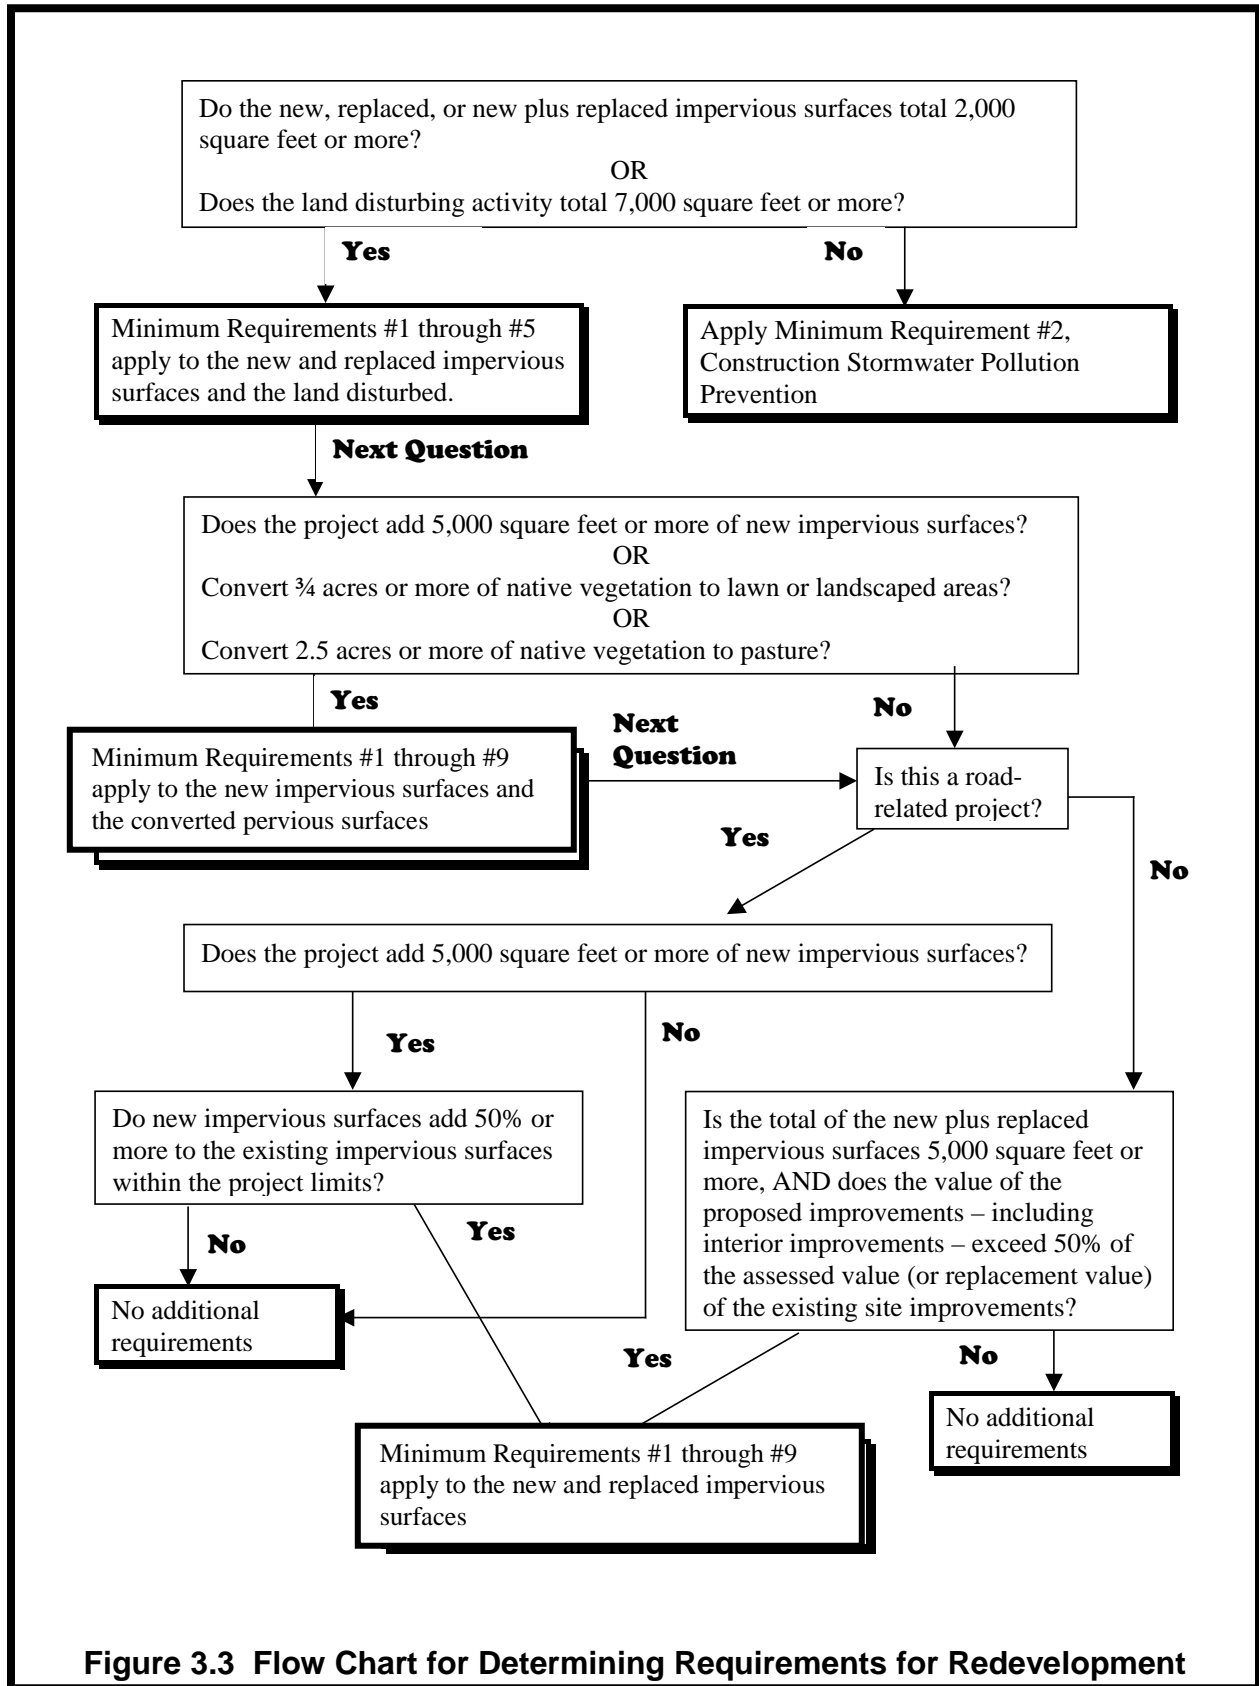 Do the new, replaced, or new plus replaced impervious surfaces total 2,000
square feet or more?
OR
Does the land disturbing activity total 7,000 square feet or more?
Yes
No
Minimum Requirements #1 through #5
apply to the new and replaced impervious
surfaces and the land disturbed.
Apply Minimum Requirement #2,
Construction Stormwater Pollution
Prevention
Next Question
Does the project add 5,000 square feet or more of new impervious surfaces?
OR
Convert ¾ acres or more of native vegetation to lawn or landscaped areas?
OR
Convert 2.5 acres or more of native vegetation to pasture?
Yes
No
Minimum Requirements #1 through #9
apply to the new impervious surfaces and
the converted pervious surfaces
Next
Question
Is this a road-
related project?
Yes
No
Does the project add 5,000 square feet or more of new impervious surfaces?
Yes
No
Do new impervious surfaces add 50% or
more to the existing impervious surfaces
within the project limits?
Is the total of the new plus replaced
impervious surfaces 5,000 square feet or
more, AND does the value of the
proposed improvements – including
interior improvements – exceed 50% of
the assessed value (or replacement value)
of the existing site improvements?
No
Yes
No additional
requirements
Yes
No
No additional
requirements
Minimum Requirements #1 through #9
apply to the new and replaced impervious
surfaces
Figure 3.3 Flow Chart for Determining Requirements for Redevelopment